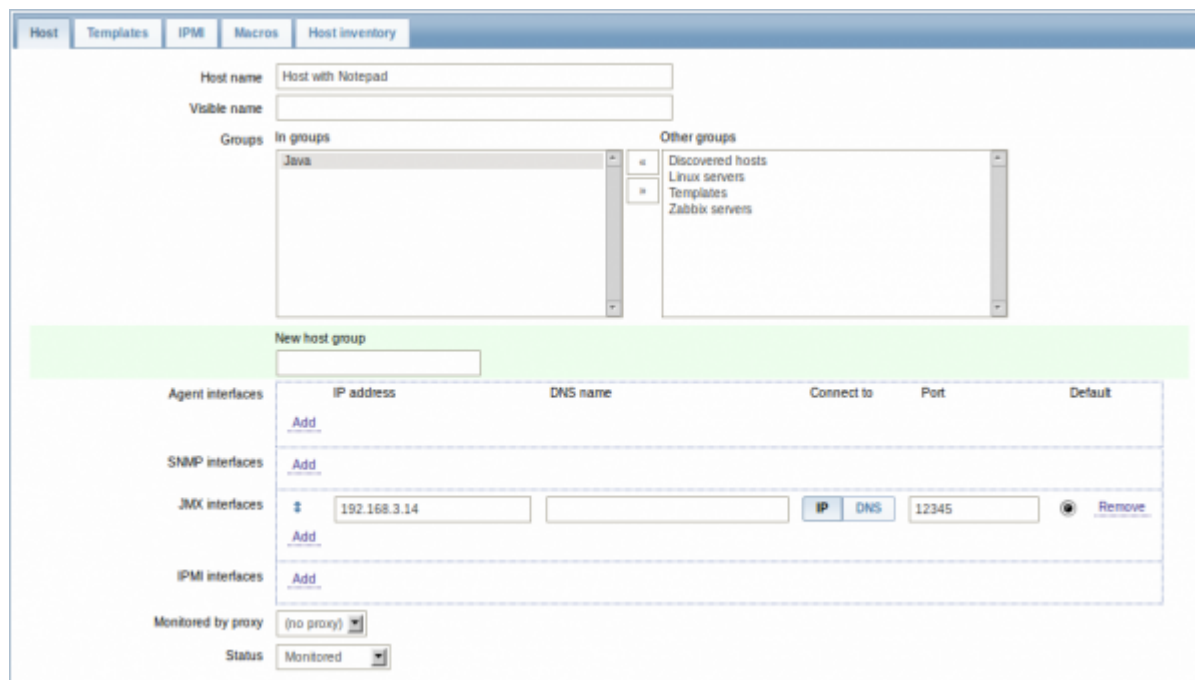 Host Templates IPMI Macros Host inventory
Host name Host with Notepad
Visible name
Groups In groups Other groups
Java « Discovered hosts
Linux servers
» Templates
Zabbix servers
New host group
Agent interfaces IP address DNS name Connect to Port Default
Add
SNMP interfaces Add
JMX interfaces 192.168.3.14 IP DNS 12345 Remove
Add
IPMI interfaces Add
Monitored by proxy (no proxy)
Status Monitored